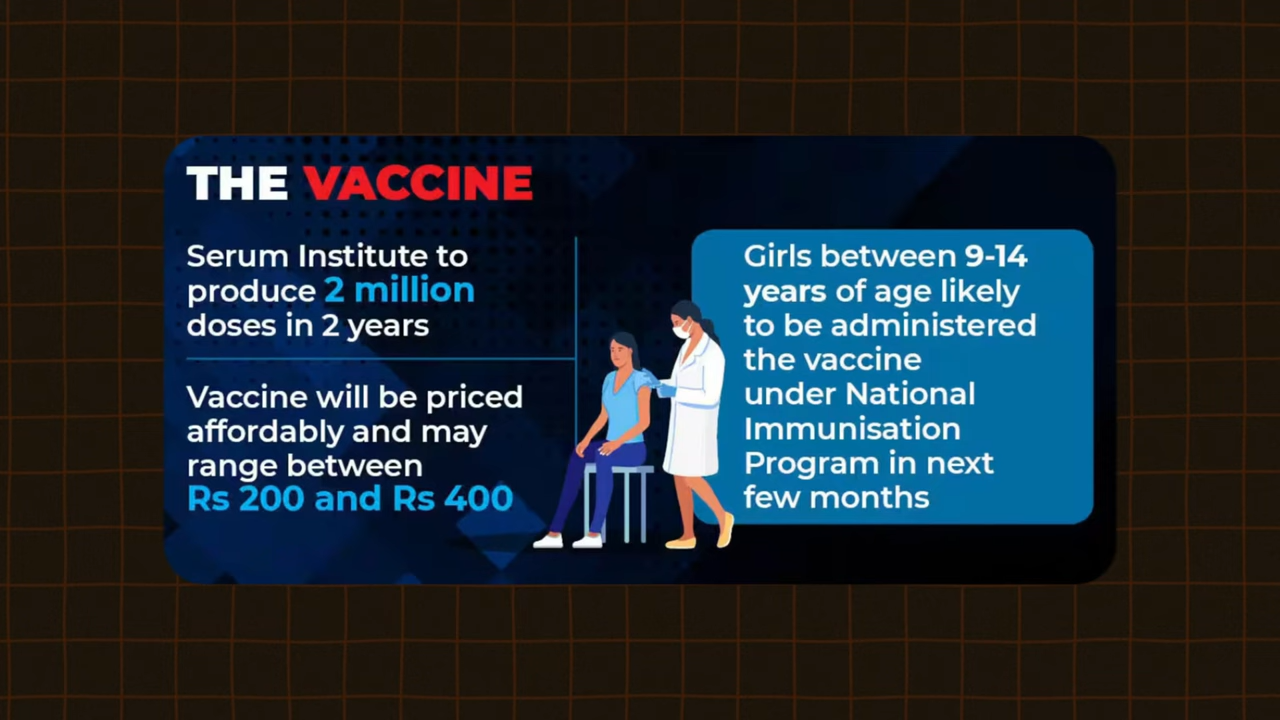 THE VACCINE
Serum Institute to
produce 2 million
doses in 2 years
Vaccine will be priced
affordably and may
range between
Rs 200 and Rs 400
Girls between 9-14
years of age likely
to be administered
the vaccine
under National
Immunisation
Program in next
few months